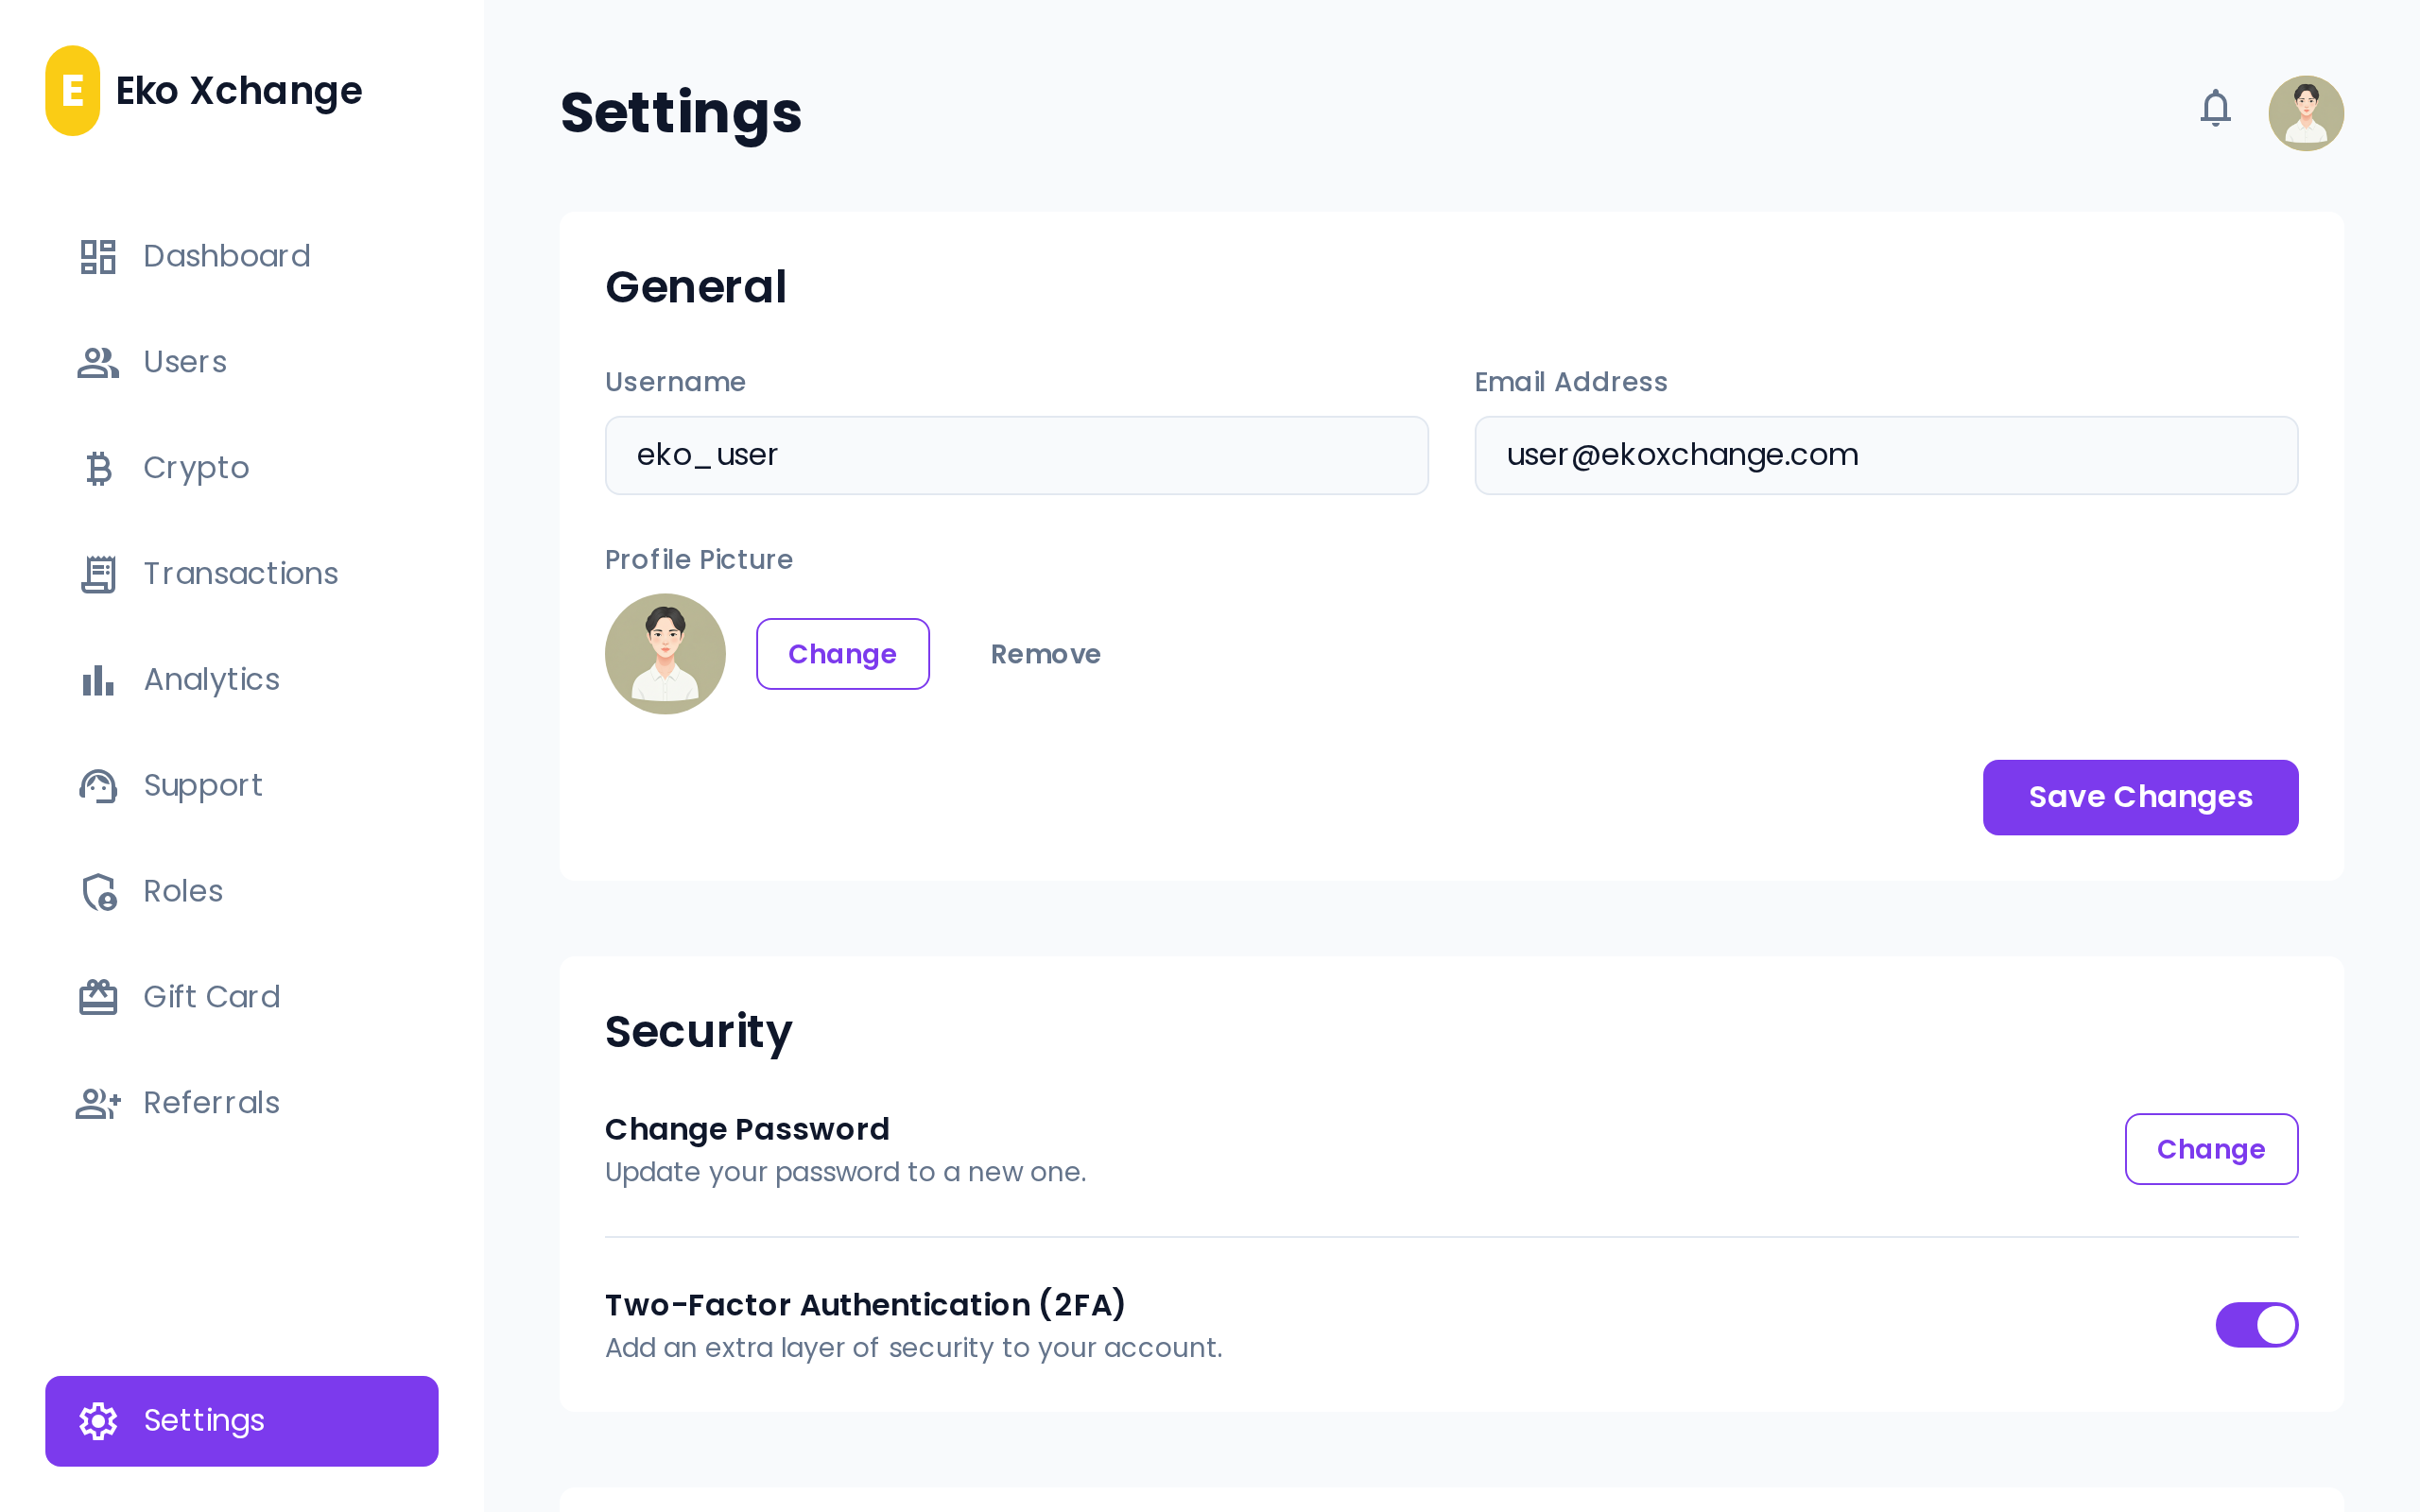 E Eko Xchange
Dashboard
Users
Crypto
Transactions
Analytics
Support
Roles
Gift Card
Referrals
Settings
Settings
General
Username
eko_user
Email Address
user@ekoxchange.com
Profile Picture
Change
Remove
Save Changes
Security
Change Password
Update your password to a new one.
Change
Two-Factor Authentication (2FA)
Add an extra layer of security to your account.